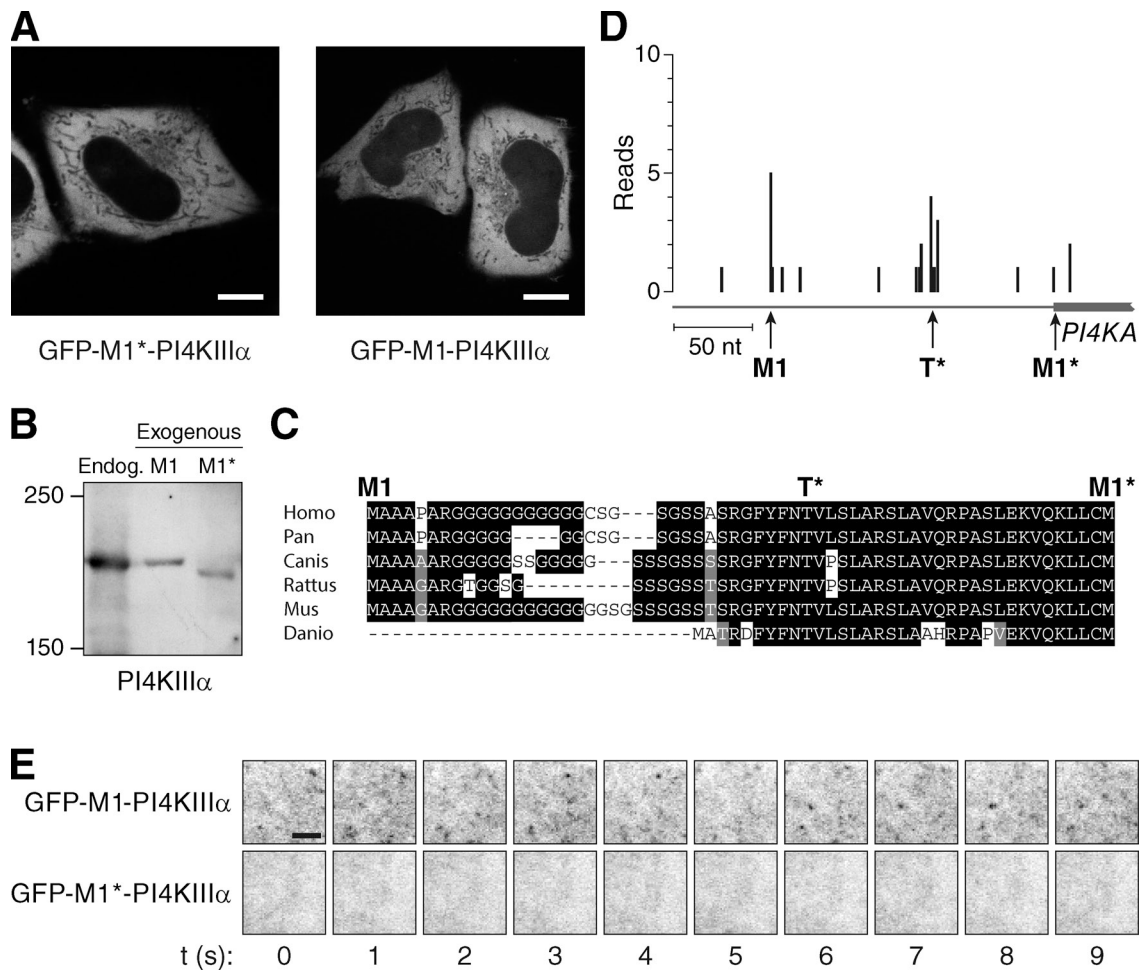 A
GFP-M1*-PI4KIIIα
GFP-M1-PI4KIIIα
D
10
5
0
Reads
50 nt
PI4KA
M1
T*
M1*
B
Exogenous
Endog. M1 M1*
250
150
PI4KIIIα
C
M1 T* M1*
Homo MAAAPARGGGGGGGGGGGCSG---SGSSASRGFYFNTVLSLARSLAVQRPASLEKVQKLLCM
Pan MAAAPARGGGGG----GGCSG---SGSSASRGFYFNTVLSLARSLAVQRPASLEKVQKLLCM
Canis MAAAAARGGGGGSSGGGGG---SSSGSSSSRGFYFNTVPSLARSLAVQRPASLEKVQKLLCM
Rattus MAAAGARGTGGSG---------SSSGSSTSRGFYFNTVPSLARSLAVQRPASLEKVQKLLCM
Mus MAAAGARGGGGGGGGGGGGGSGSSSGSSTSRGFYFNTVLSLARSLAVQRPASLEKVQKLLCM
Danio ---------------------------MATRDFYFNTVLSLARSLAAHRPAPVEKVQKLLCM
E
GFP-M1-PI4KIIIα
GFP-M1*-PI4KIIIα
t (s): 0 1 2 3 4 5 6 7 8 9